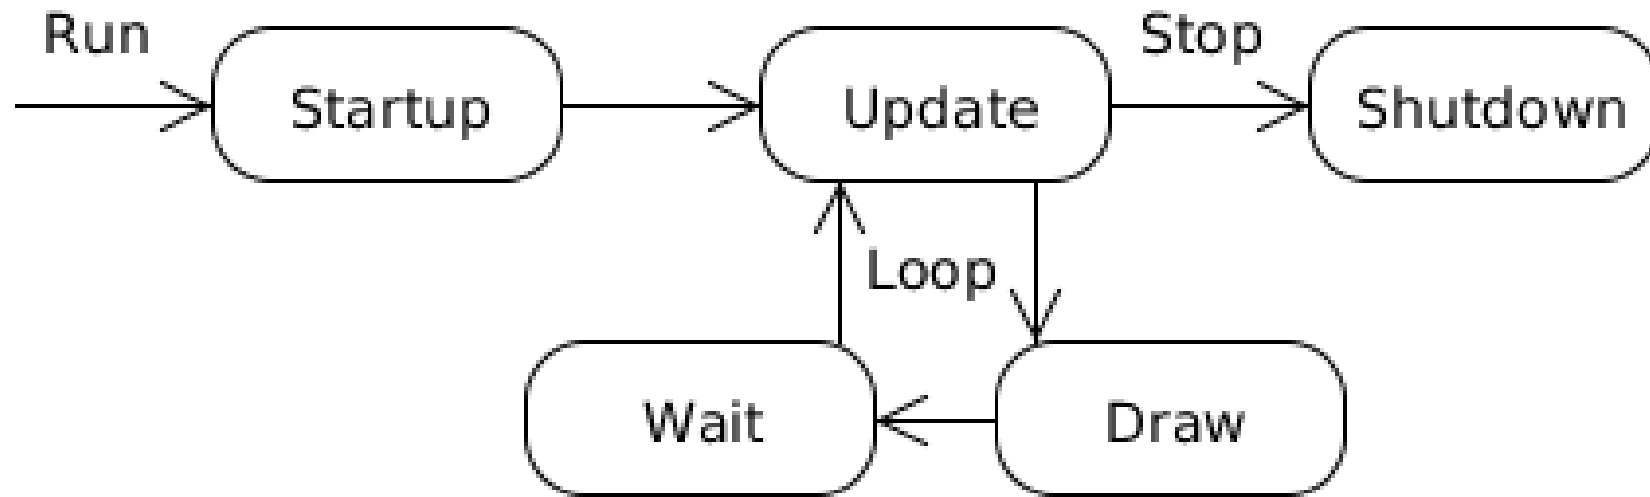 Run
Startup
Update
Stop
Shutdown
Loop
Wait
Draw